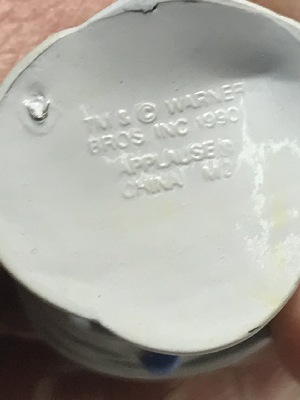 TM & © WARNER
BROS INC 1990
APPLAUSE
CHINA